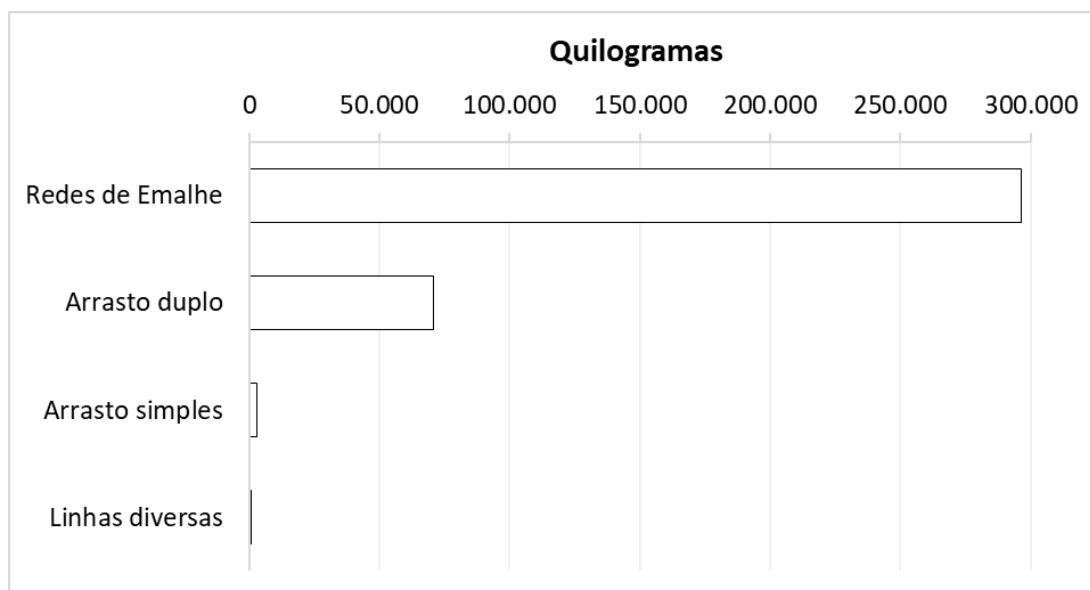 Quilogramas
0 50.000 100.000 150.000 200.000 250.000 300.000
Redes de Emalhe
Arrasto duplo
Arrasto simples
Linhas diversas